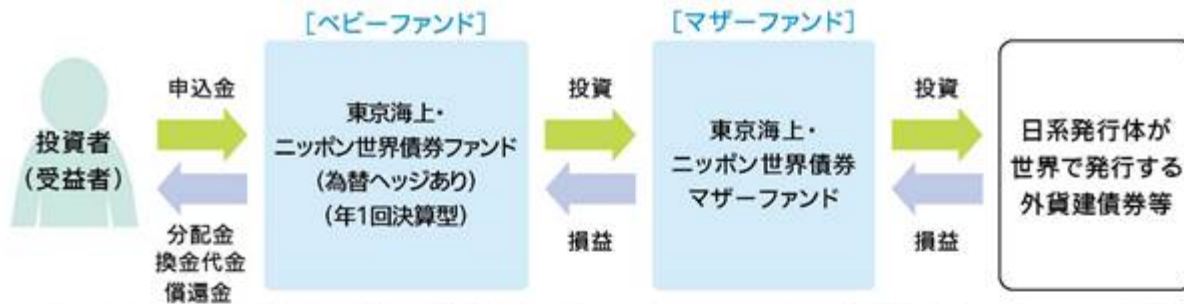 [ベビーファンド]
[マザーファンド]
投資者
(受益者)
申込金
分配金
換金代金
償還金
東京海上・
ニッポン世界債券ファンド
(為替ヘッジあり)
(年1回決算型)
投資
損益
東京海上・
ニッポン世界債券
マザーファンド
投資
損益
日系発行体が
世界で発行する
外貨建債券等